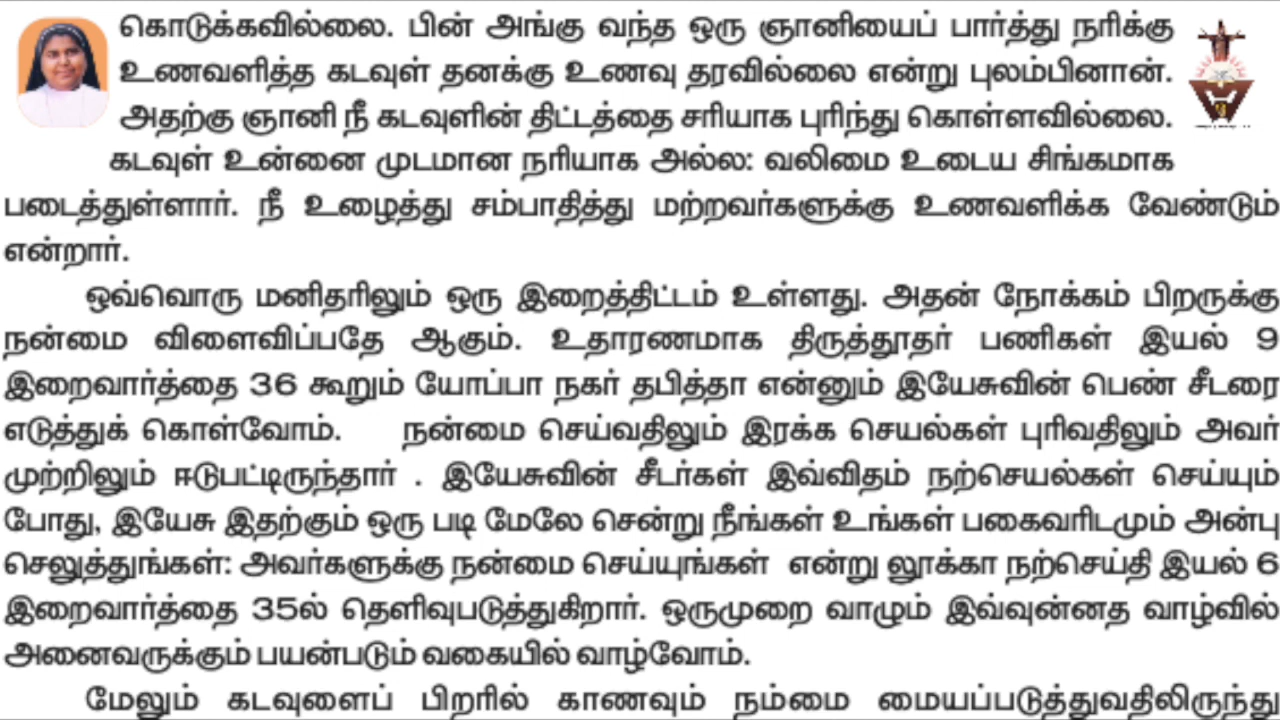 கொடுக்கவில்லை. பின் அங்கு வந்த ஒரு ஞானியைப் பார்த்து நரிக்கு
உணவளித்த கடவுள் தனக்கு உணவு தரவில்லை என்று புலம்பினான்.
அதற்கு ஞானி நீ கடவுளின் திட்டத்தை சரியாக புரிந்து கொள்ளவில்லை.
கடவுள் உன்னை முடமான நரியாக அல்ல: வலிமை உடைய சிங்கமாக
படைத்துள்ளார். நீ உழைத்து சம்பாதித்து மற்றவர்களுக்கு உணவளிக்க வேண்டும்
என்றார்.
ஒவ்வொரு மனிதரிலும் ஒரு இறைத்திட்டம் உள்ளது. அதன் நோக்கம் பிறருக்கு
நன்மை விளைவிப்பதே ஆகும். உதாரணமாக திருத்தூதர் பணிகள் இயல் 9
இறைவார்த்தை 36 கூறும் யோப்பா நகர் தபித்தா என்னும் இயேசுவின் பெண் சீடரை
எடுத்துக் கொள்வோம். நன்மை செய்வதிலும் இரக்க செயல்கள் புரிவதிலும் அவர்
முற்றிலும் ஈடுபட்டிருந்தார் . இயேசுவின் சீடர்கள் இவ்விதம் நற்செயல்கள் செய்யும்
போது, இயேசு இதற்கும் ஒரு படி மேலே சென்று நீங்கள் உங்கள் பகைவரிடமும் அன்பு
செலுத்துங்கள்: அவர்களுக்கு நன்மை செய்யுங்கள் என்று லூக்கா நற்செய்தி இயல் 6
இறைவார்த்தை 35ல் தெளிவுபடுத்துகிறார். ஒருமுறை வாழும் இவ்வுன்னத வாழ்வில்
அனைவருக்கும் பயன்படும் வகையில் வாழ்வோம்.
மேலும் கடவுளைப் பிறரில் காணவும் நம்மை மையப்படுத்துவதிலிருந்து